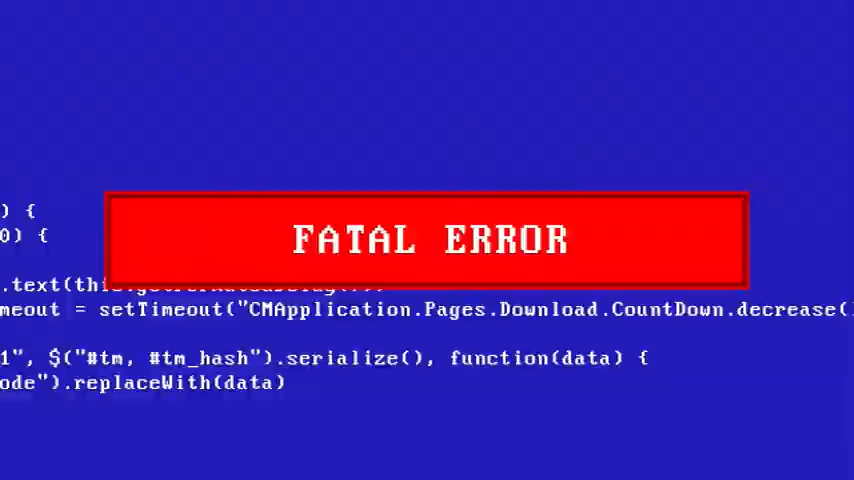 ) {
0) {
FATAL ERROR
.text(thi
meout = setTimeout("CMApplication.Pages.Download.CountDown.decrease()
1", $("#tm, #tm_hash").serialize(), function(data) {
ode").replaceWith(data)